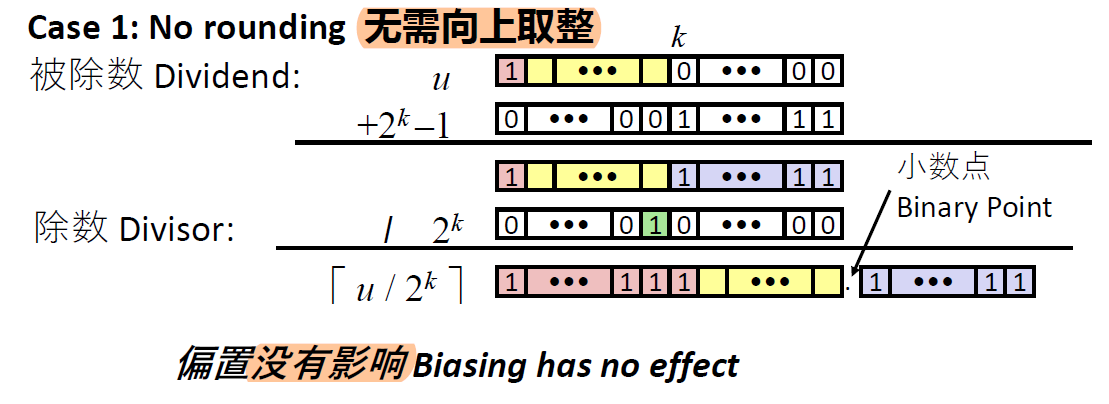 Case 1: No rounding 无需向上取整
k
被除数 Dividend: u 1 ••• 0 ••• 0 0
+2^k –1 0 ••• 0 0 1 ••• 1 1
1 ••• 1 ••• 1 1
小数点
Binary Point
除数 Divisor: / 2^k 0 ••• 0 1 0 ••• 0 0
⌈ u / 2^k ⌉ 1 ••• 1 1 1 ••• . 1 ••• 1 1
偏置没有影响 Biasing has no effect